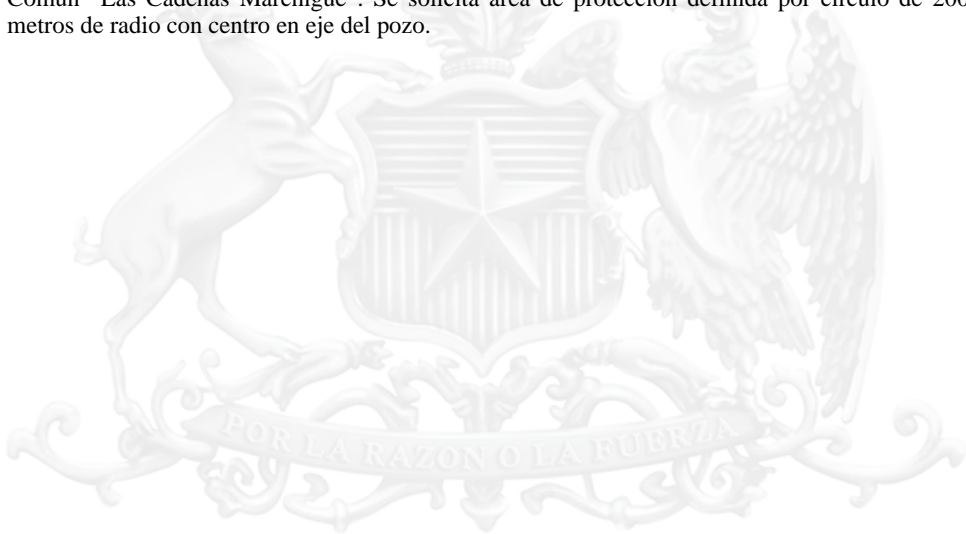 Común "Las Cadenas Marchigüe". Se solicita área de protección definida por círculo de 200
metros de radio con centro en eje del pozo.
POR LA RAZON O LA FUERZA